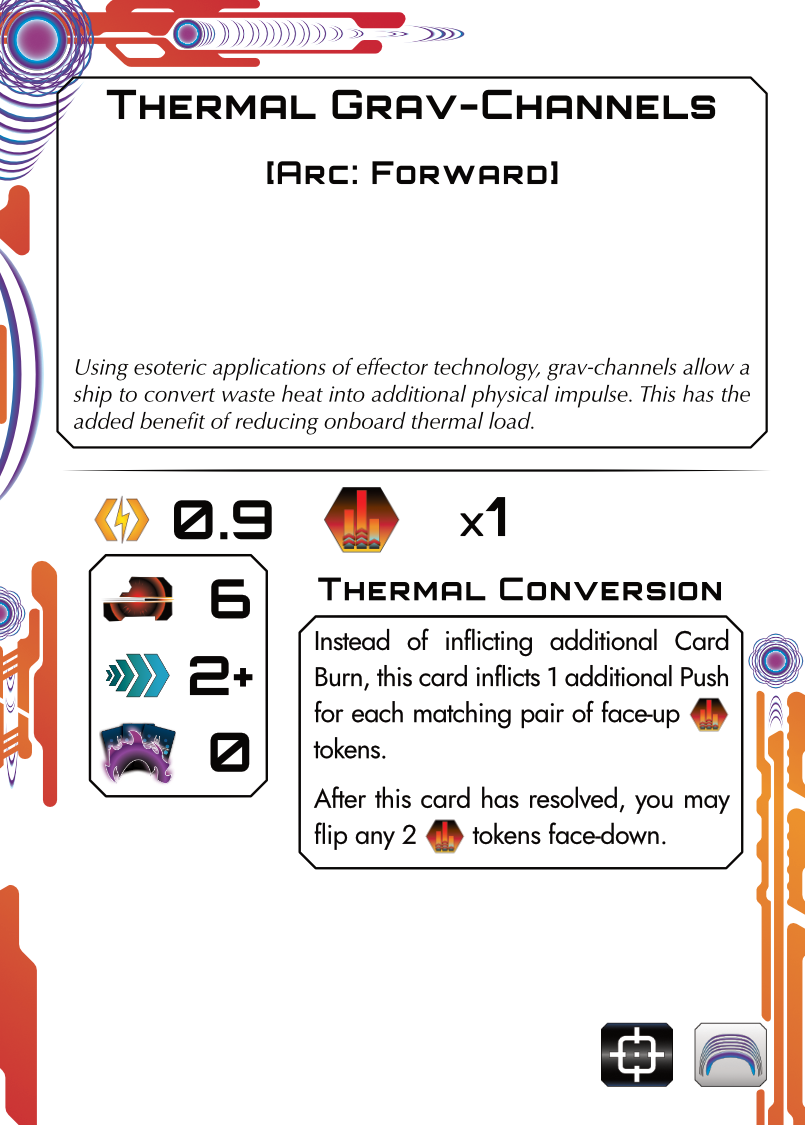 Thermal Grav-Channels
[Arc: Forward]
Using esoteric applications of effector technology, grav-channels allow a
ship to convert waste heat into additional physical impulse. This has the
added benefit of reducing onboard thermal load.
0.9 x1
6
2+
0
Thermal Conversion
Instead of inflicting additional Card
Burn, this card inflicts 1 additional Push
for each matching pair of face-up
tokens.
After this card has resolved, you may
flip any 2 tokens face-down.